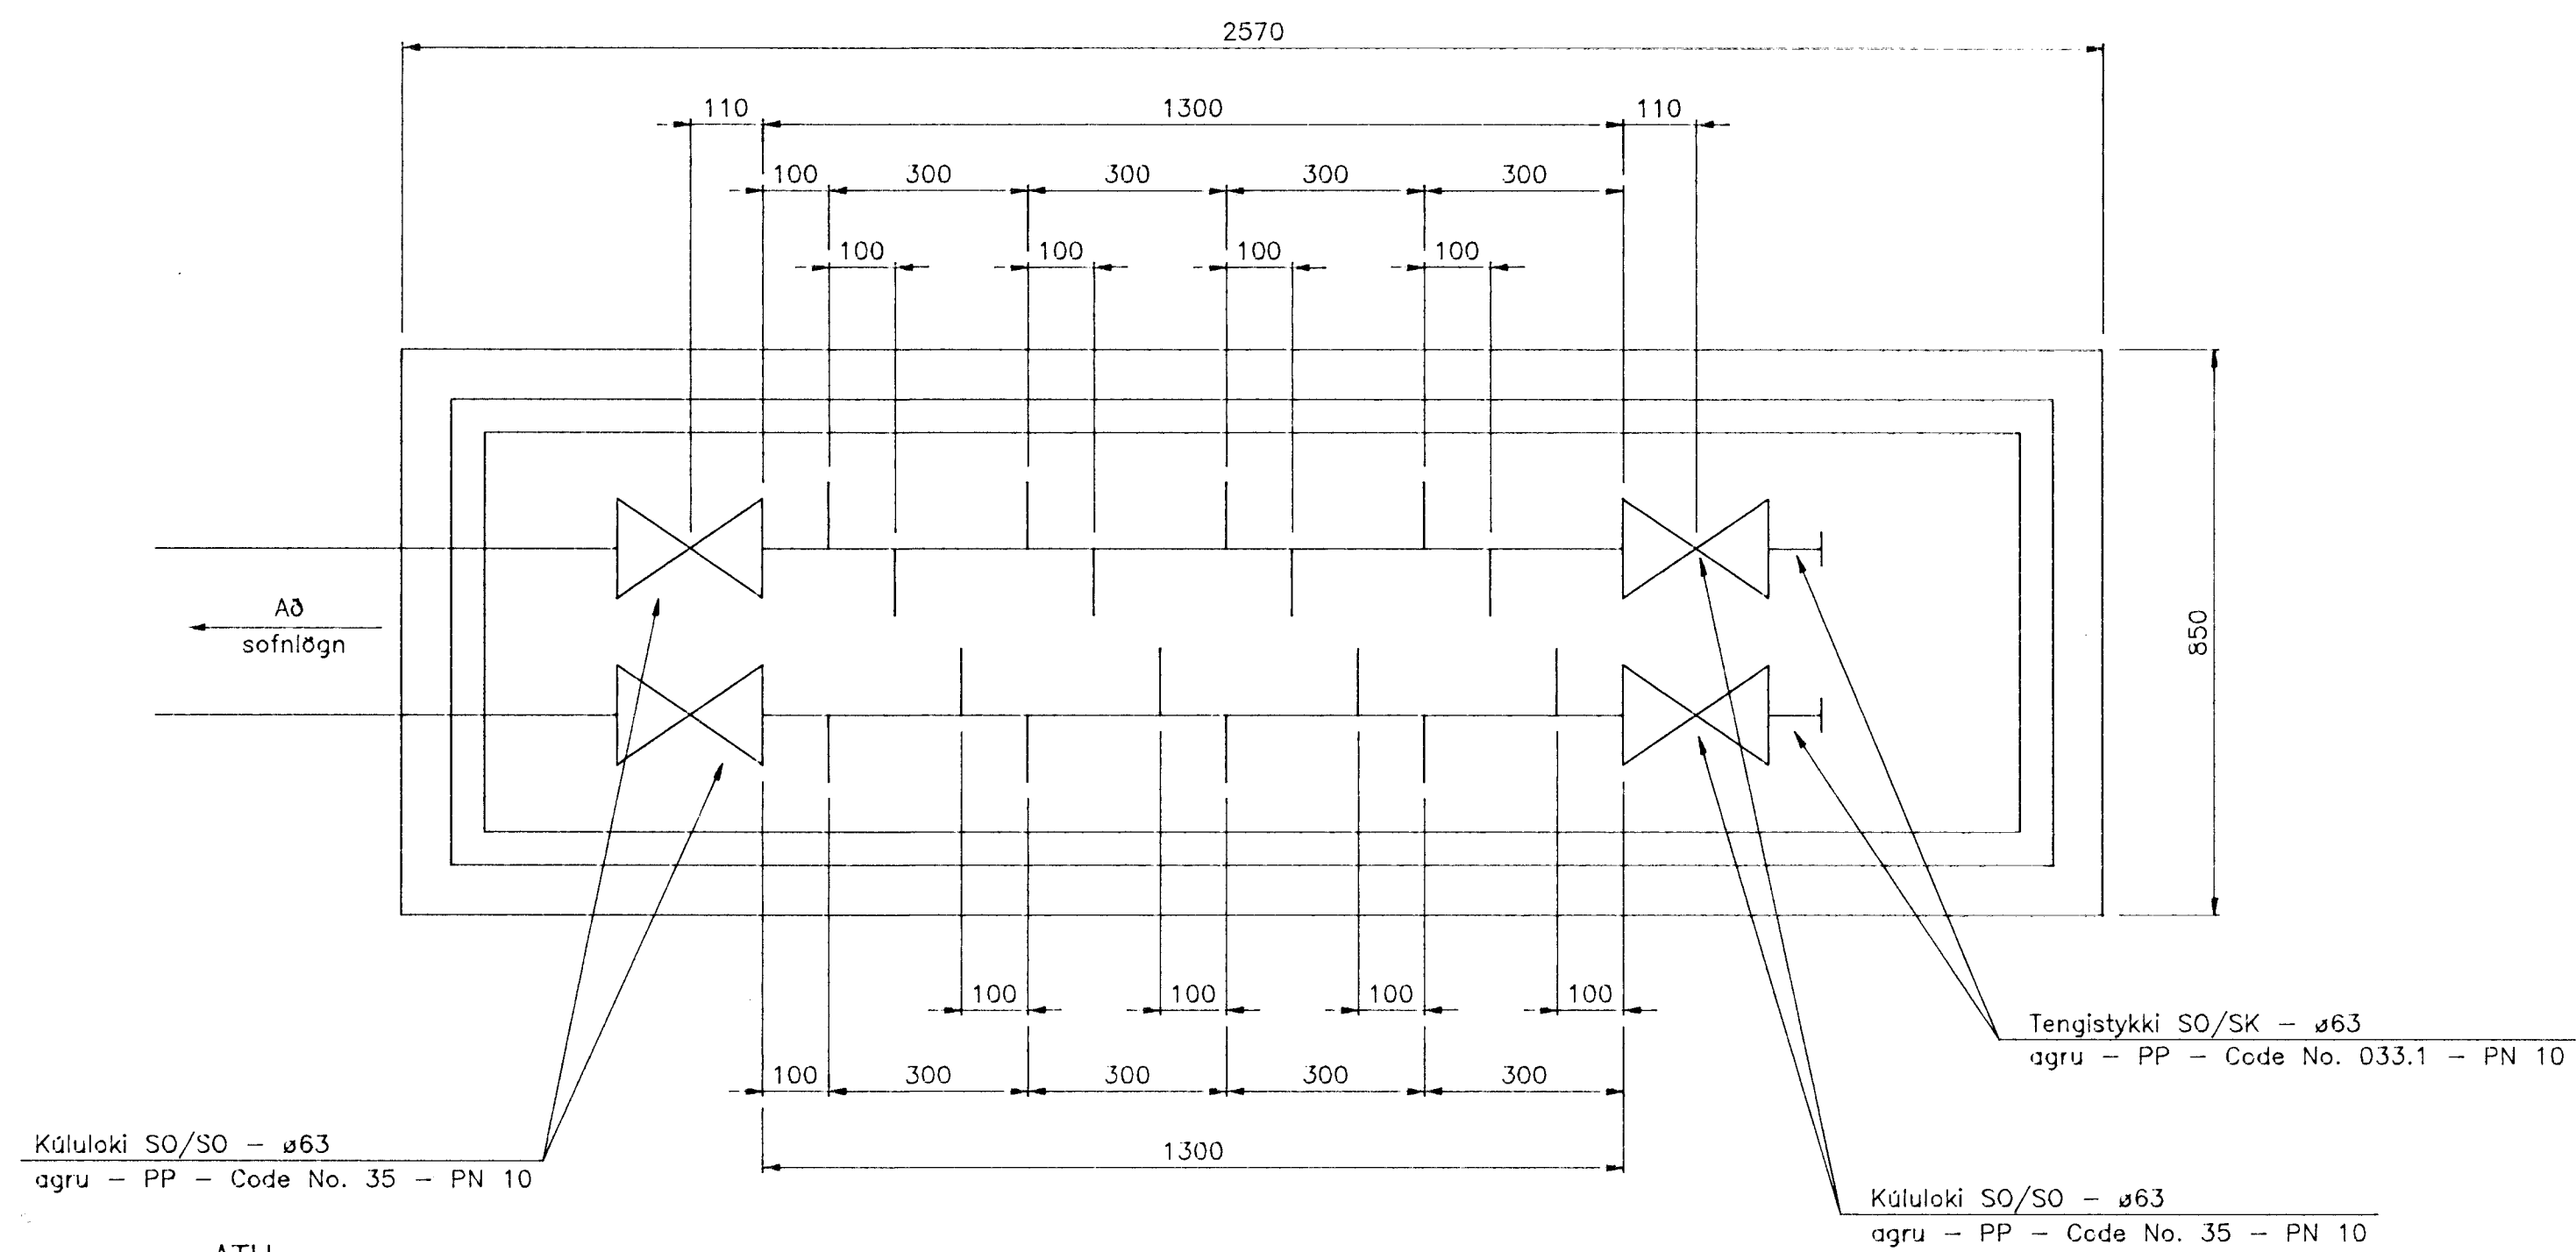 2570
110 1300 110
100 300 300 300 300
100 100 100 100
Að
sofnlögn
850
100 100 100 100
Tengistykki SO/SK – ø63
agru – PP – Code No. 033.1 – PN 10
100 300 300 300 300
Kúluloki SO/SO – ø63
agru – PP – Code No. 35 – PN 10
1300
Kúluloki SO/SO – ø63
agru – PP – Code No. 35 – PN 10